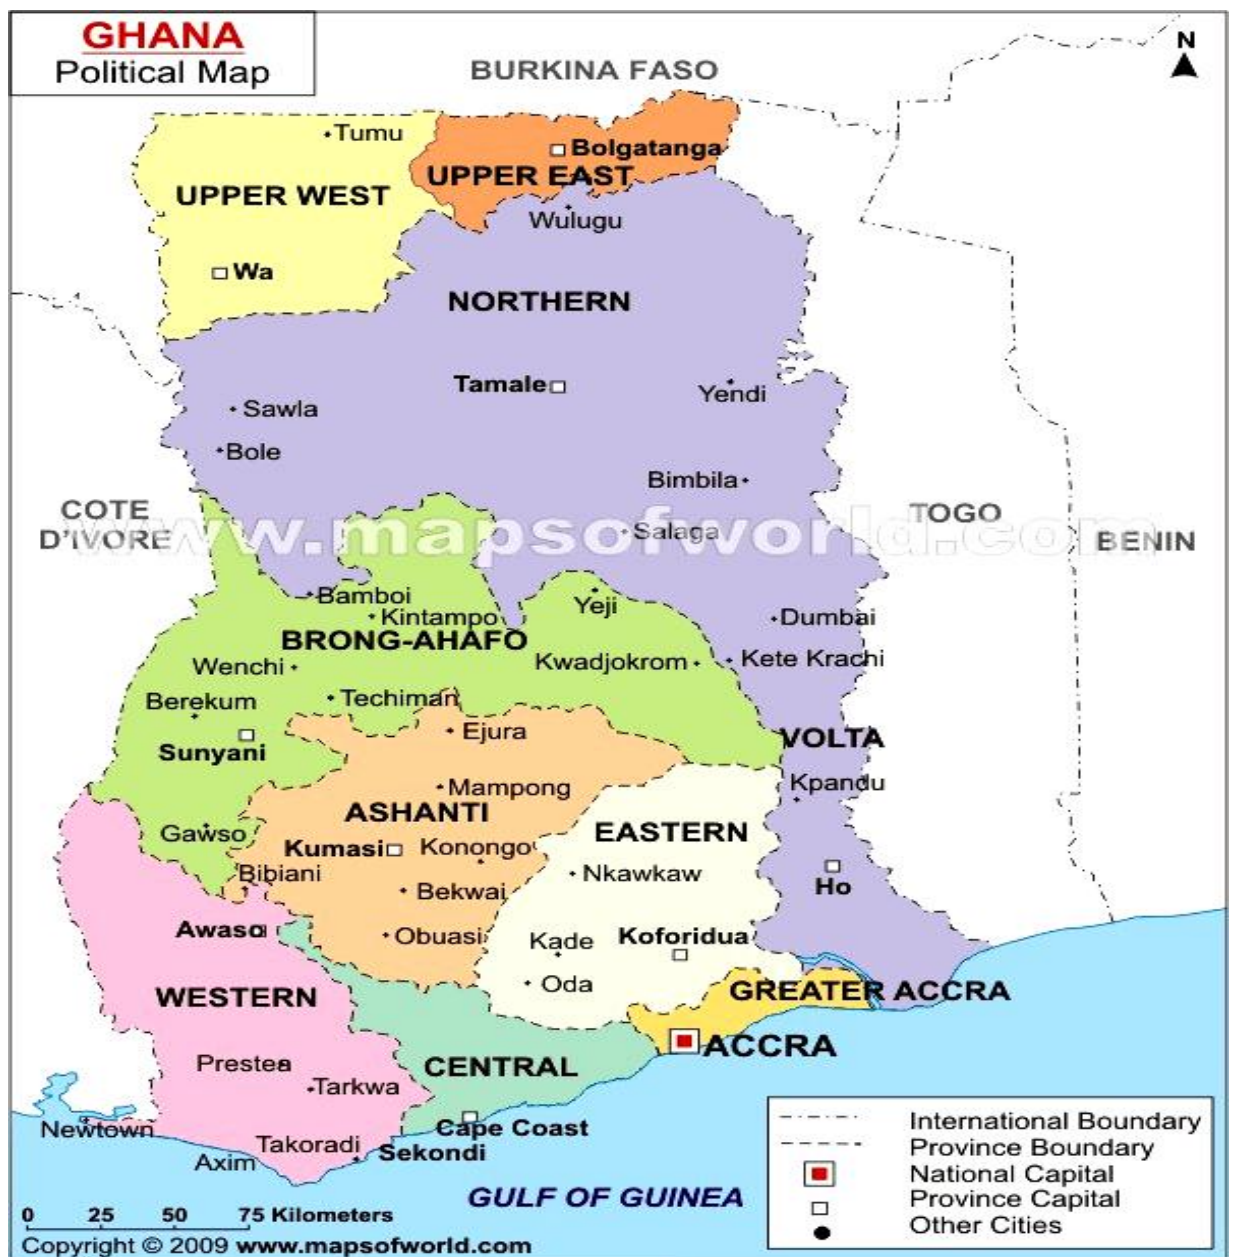 GHANA
Political Map
N
BURKINA FASO
Tumu
Bolgatanga
UPPER EAST
UPPER WEST
Wulugu
Wa
NORTHERN
Tamale
Yendi
Sawla
Bole
Bimbila
COTE
D'IVORE
TOGO
Salaga
BENIN
www.mapsofworld.com
Bamboi
Yeji
Kintampo
Dumbai
BRONG-AHAFO
Wenchi
Kwadjokrom
Kete Krachi
Berekum
Techiman
Sunyani
Ejura
VOLTA
Kpandu
Mampong
ASHANTI
EASTERN
Gawso
Kumasi
Konongo
Bibiani
Nkawkaw
Ho
Bekwai
Awaso
Obuasi
Kade
Koforidua
Oda
WESTERN
GREATER ACCRA
ACCRA
Prestea
CENTRAL
Tarkwa
Newtown
Cape Coast
Takoradi
Sekondi
Axim
GULF OF GUINEA
International Boundary
Province Boundary
National Capital
Province Capital
Other Cities
0 25 50 75 Kilometers
Copyright © 2009 www.mapsofworld.com